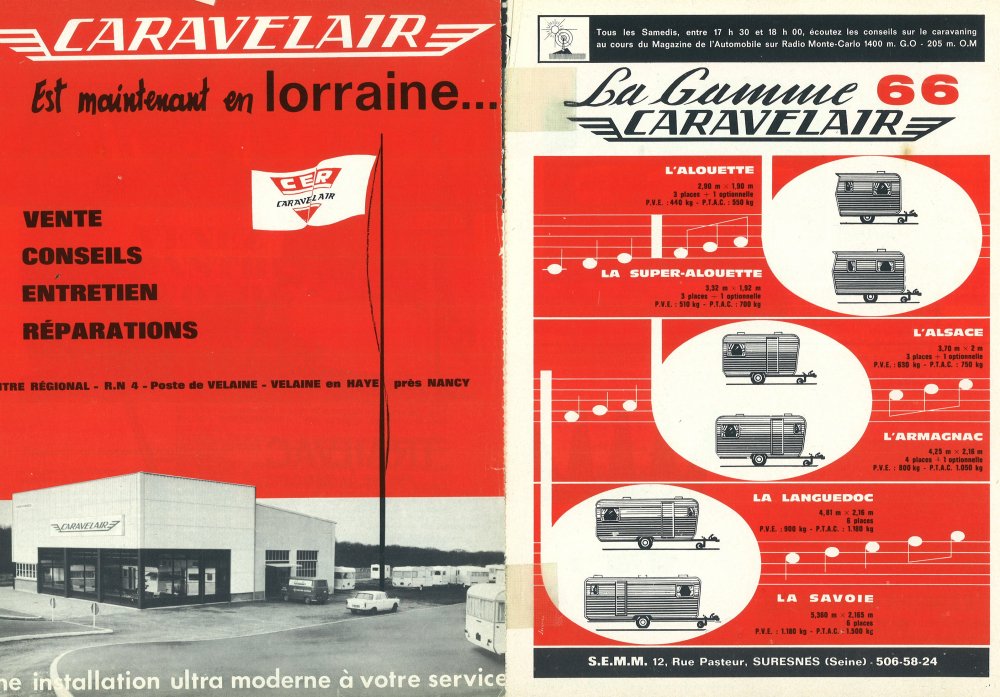 CARAVELAIR
Est maintenant en lorraine...
CER
CARAVELAIR
VENTE
CONSEILS
ENTRETIEN
RÉPARATIONS
RÉGIONAL - R.N 4 - Poste de VELAINE - VELAINE en HAYE près NANCY
CARAVELAIR
installation ultra moderne à votre service
Tous les Samedis, entre 17 h 30 et 18 h 00, écoutez les conseils sur le caravaning
au cours du Magazine de l'Automobile sur Radio Monte-Carlo 1400 m. G.O - 205 m. O.M
La Gamme 66
CARAVELAIR
L'ALOUETTE
2,90 m × 1,90 m
3 places + 1 optionnelle
P.V.E. : 440 kg - P.T.A.C. : 550 kg
LA SUPER-ALOUETTE
3,32 m × 1,92 m
3 places + 1 optionnelle
P.V.E. : 510 kg - P.T.A.C. : 700 kg
L'ALSACE
3,70 m × 2 m
3 places + 1 optionnelle
P.V.E. : 630 kg - P.T.A.C. : 750 kg
L'ARMAGNAC
4,25 m × 2,16 m
4 places + 1 optionnelle
P.V.E. : 800 kg - P.T.A.C. 1.050 kg
LA LANGUEDOC
4,81 m × 2,16 m
6 places
P.V.E. : 900 kg - P.T.A.C. : 1.180 kg
LA SAVOIE
5,360 m × 2,165 m
6 places
P.V.E. : 1.180 kg - P.T.A.C.: 1.500 kg
S.E.M.M. 12, Rue Pasteur, SURESNES (Seine) - 506-58-24